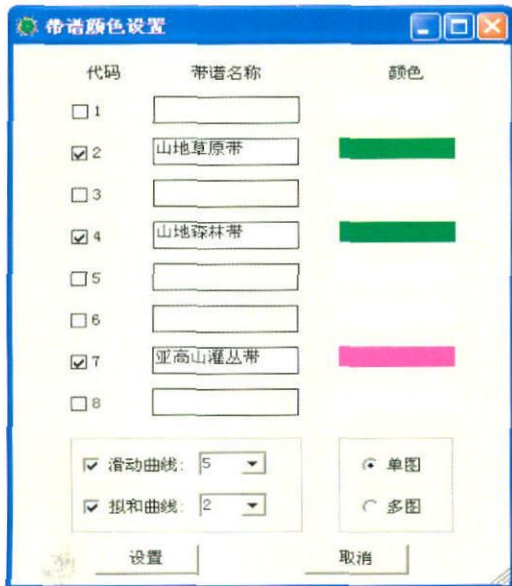 带谱颜色设置
代码 带谱名称 颜色
1
2 山地草原带
3
4 山地森林带
5
6
7 亚高山灌丛带
8
滑动曲线: 5 单图
拟和曲线: 2 多图
设置 取消